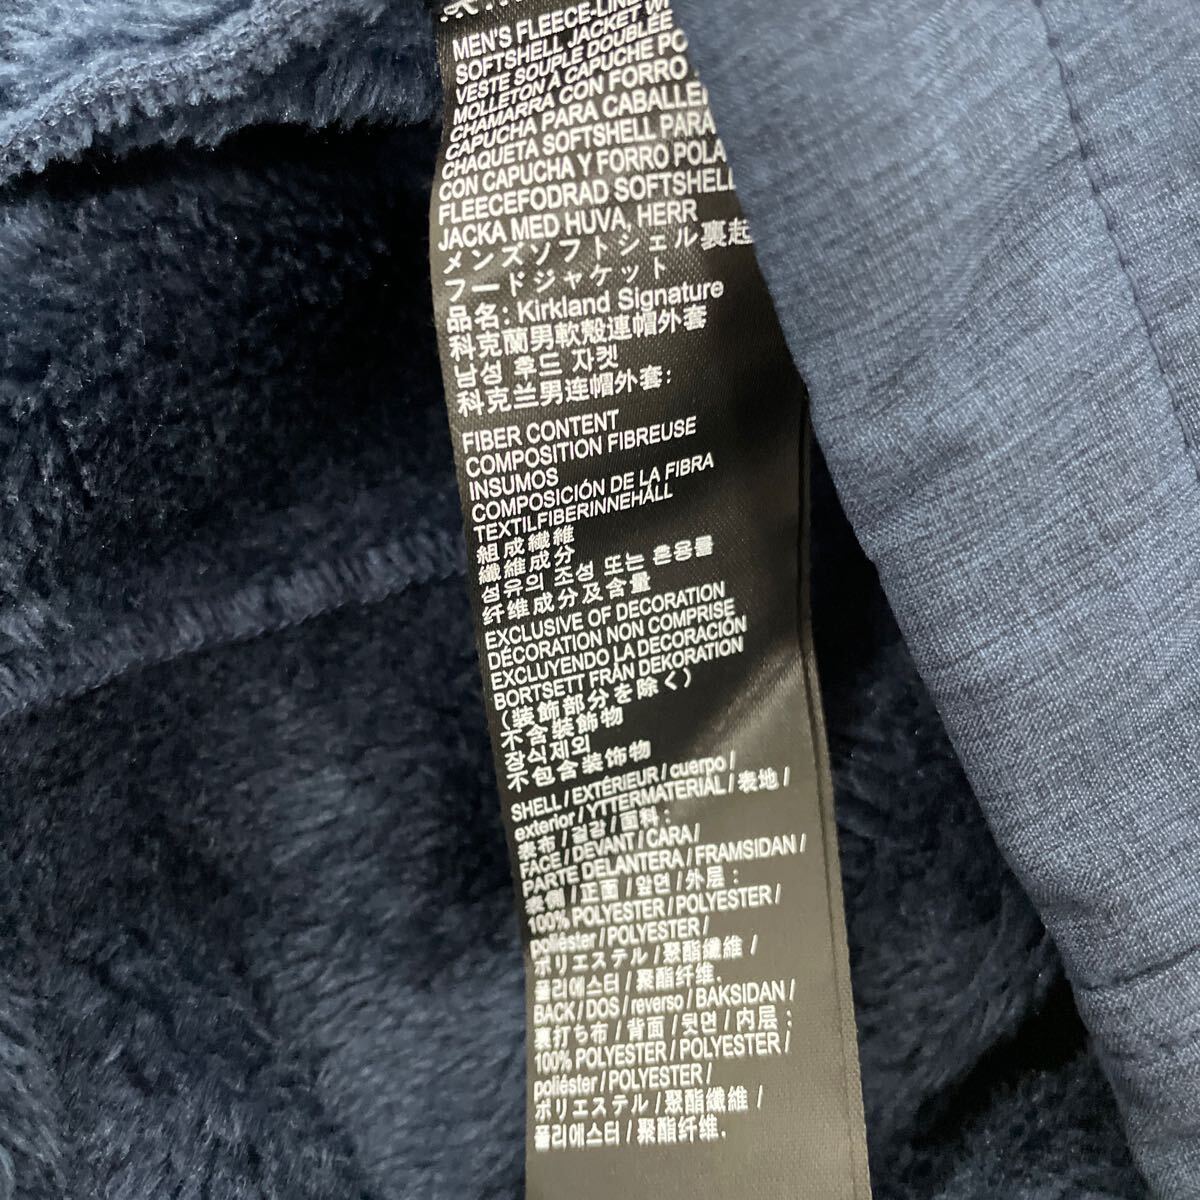 MEN'S FLEECE-LINE
SOFTSHELL JACKET WI
VESTE SOUPLE DOUBLÉE
MOLLETON À CAPUCHE PO
CHAMARRA CON FORRO
CAPUCHA PARA CABALLE
CHAQUETA SOFTSHELL PARA
CON CAPUCHA Y FORRO POLA
FLEECEFODRAD SOFTSHELL
JACKA MED HUVA, HERR
メンズソフトシェル裏起
フードジャケット
品名: Kirkland Signature
科克蘭男軟殼連帽外套
남성 후드 자켓
科克兰男连帽外套:
FIBER CONTENT
COMPOSITION FIBREUSE
INSUMOS
COMPOSICIÓN DE LA FIBRA
TEXTILFIBERINNEHÅLL
組成繊維
纖維成分
섬유의 조성 또는 혼용률
纤维成分及含量
EXCLUSIVE OF DECORATION
DÉCORATION NON COMPRISE
EXCLUYENDO LA DECORACIÓN
BORTSETT FRÅN DEKORATION
(装飾部分を除く)
不含裝飾物
장식제외
不包含装饰物
SHELL / EXTÉRIEUR / cuerpo /
exterior / YTTERMATERIAL / 表地 /
表布 / 겉감 / 面料 :
FACE / DEVANT / CARA /
PARTE DELANTERA / FRAMSIDAN /
表側 / 正面 / 앞면 / 外层 :
100% POLYESTER / POLYESTER /
poliéster / POLYESTER /
ポリエステル / 聚酯纖維 /
폴리에스터 / 聚酯纤维.
BACK / DOS / reverso / BAKSIDAN /
裏打ち布 / 背面 / 뒷면 / 内层 :
100% POLYESTER / POLYESTER /
poliéster / POLYESTER /
ポリエステル / 聚酯纖維 /
폴리에스터 / 聚酯纤维.